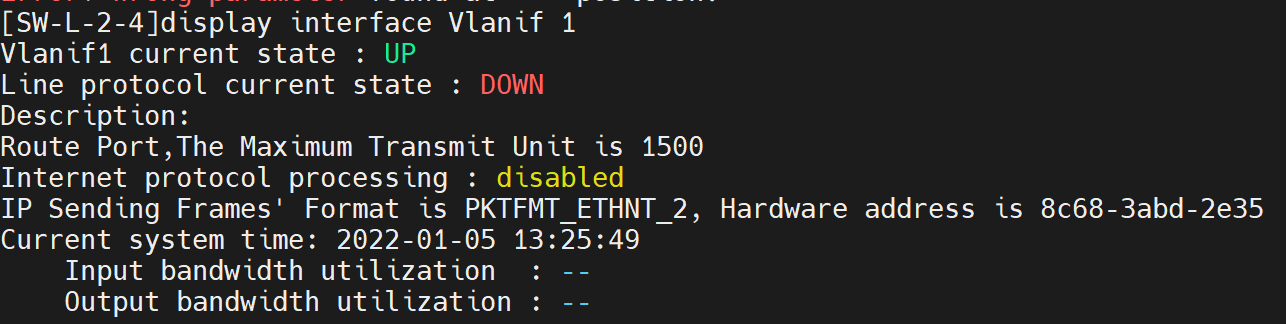 [SW-L-2-4]display interface Vlanif 1
Vlanif1 current state : UP
Line protocol current state : DOWN
Description:
Route Port,The Maximum Transmit Unit is 1500
Internet protocol processing : disabled
IP Sending Frames' Format is PKTFMT_ETHNT_2, Hardware address is 8c68-3abd-2e35
Current system time: 2022-01-05 13:25:49
    Input bandwidth utilization  : --
    Output bandwidth utilization : --